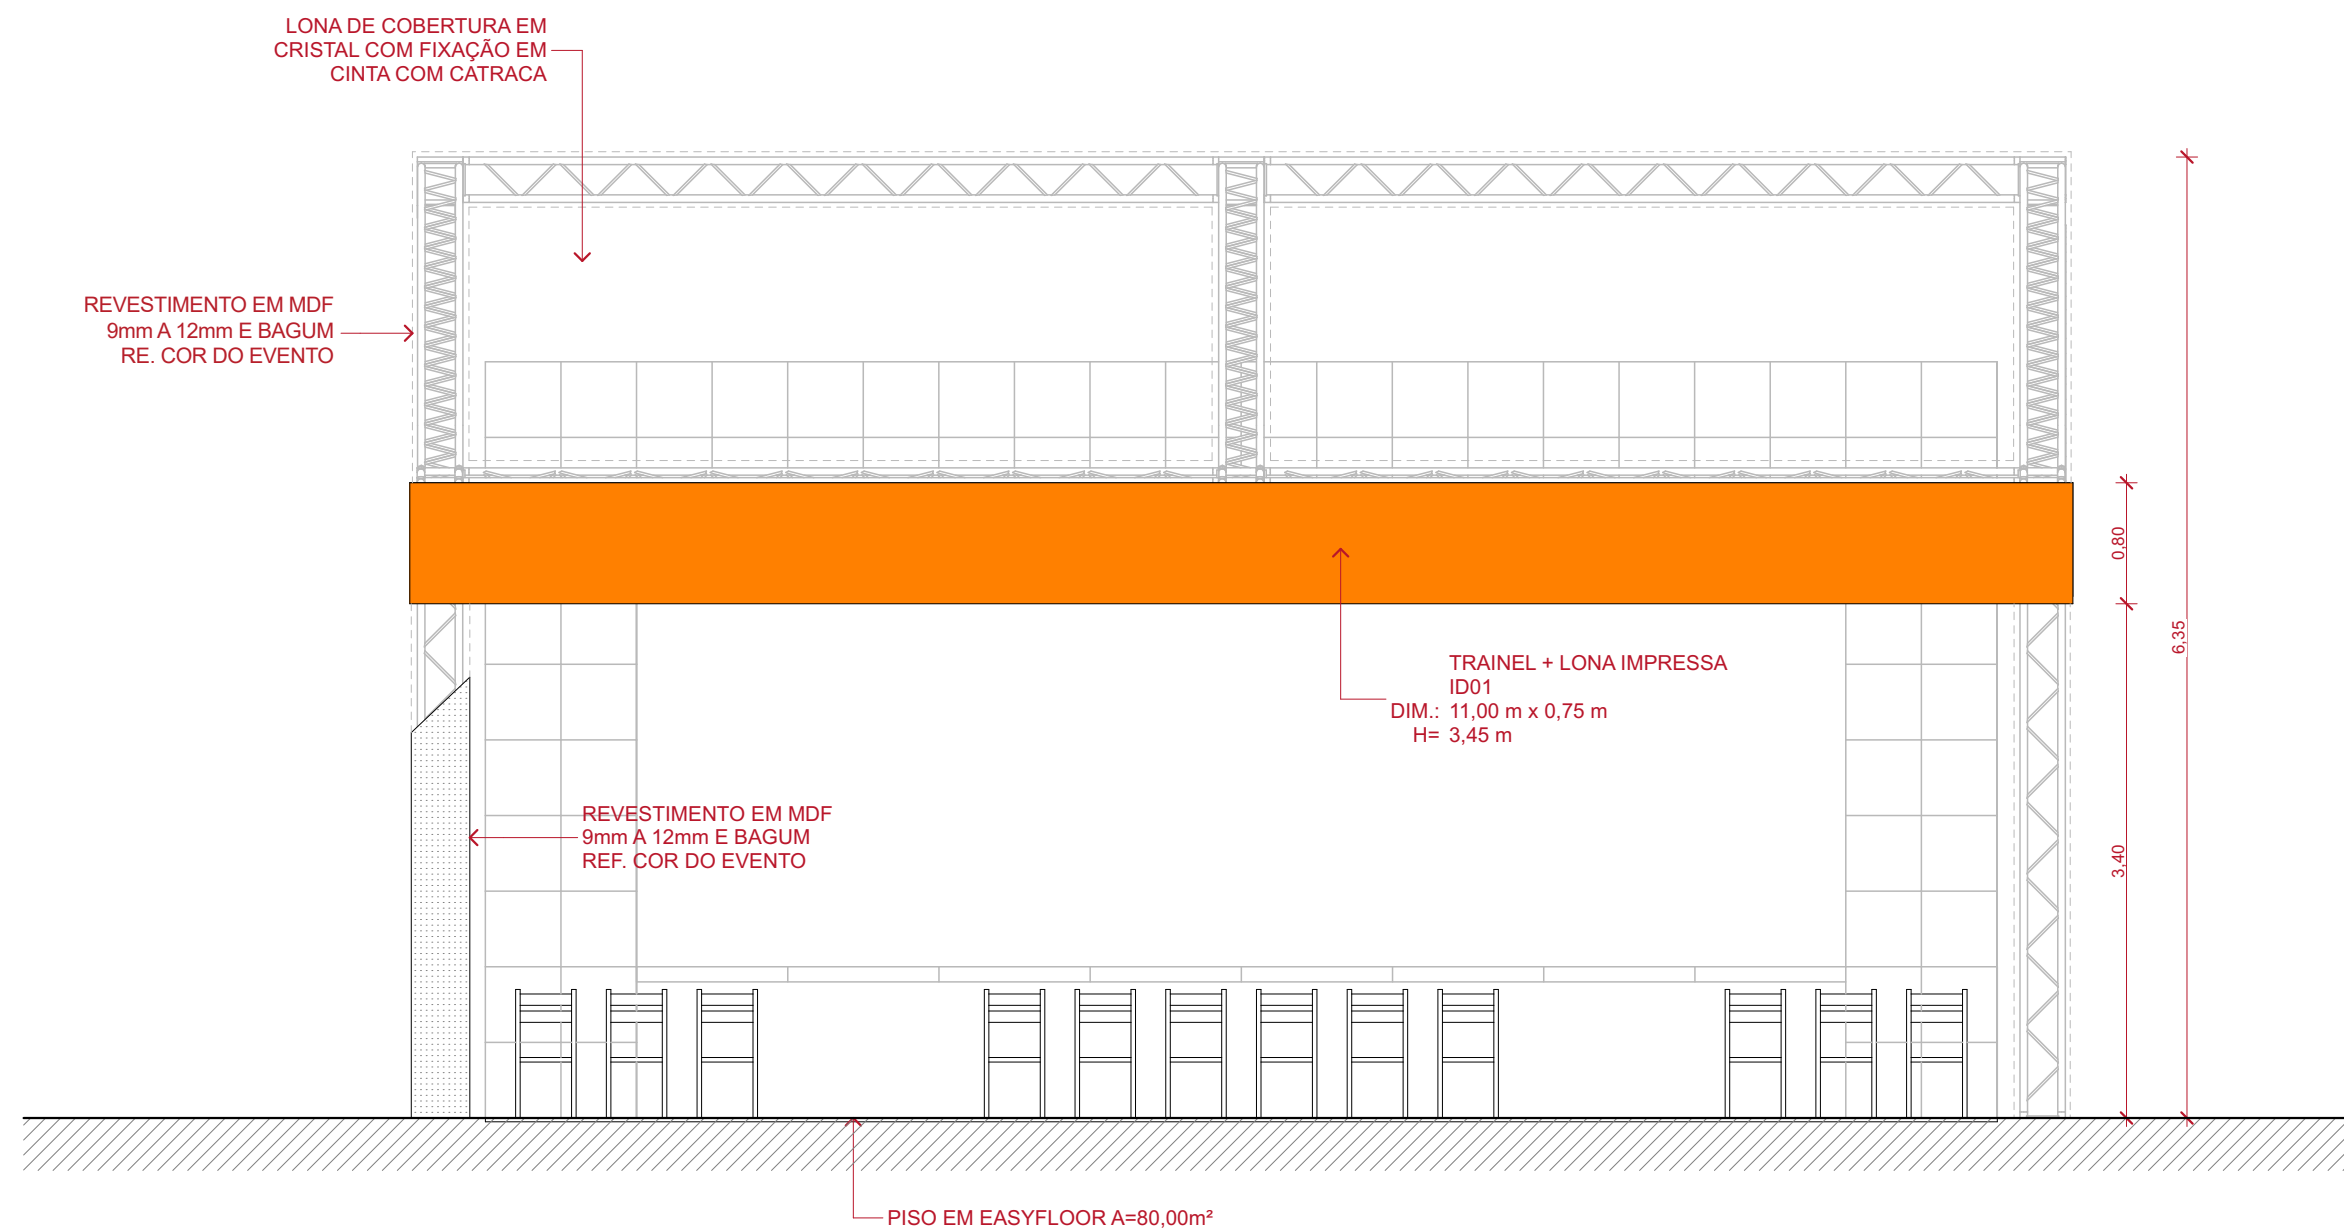 LONA DE COBERTURA EM
CRISTAL COM FIXAÇÃO EM
CINTA COM CATRACA
REVESTIMENTO EM MDF
9mm A 12mm E BAGUM
RE. COR DO EVENTO
0,80
6,35
TRAINEL + LONA IMPRESSA
ID01
DIM.: 11,00 m x 0,75 m
H= 3,45 m
REVESTIMENTO EM MDF
9mm A 12mm E BAGUM
REF. COR DO EVENTO
3,40
PISO EM EASYFLOOR A=80,00m²